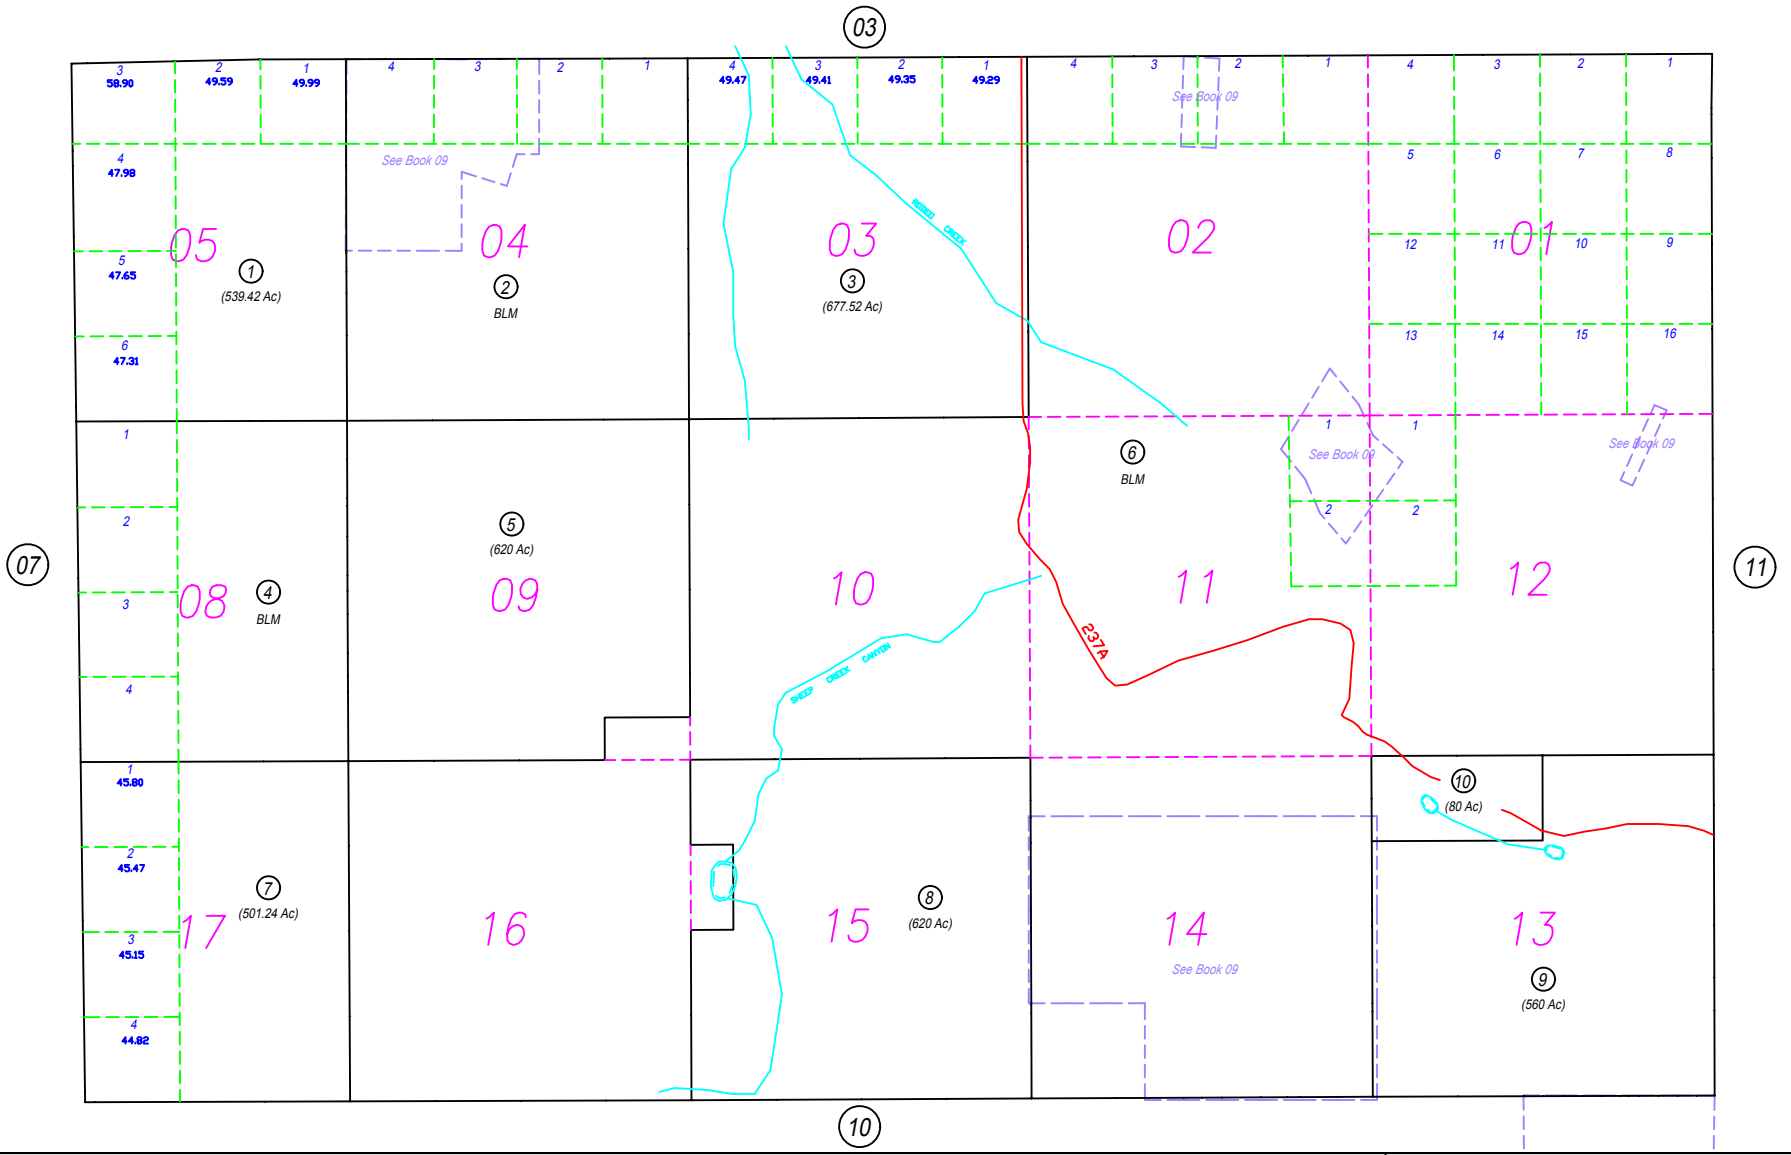 03
3 2 1 4 3 2 1 4 3 2 1 4 3 2 1 4 3 2 1
58.90 49.59 49.99 49.47 49.41 49.35 49.29
See Book 09
4
47.98
See Book 09
5 6 7 8
RODEO CREEK
05 04 03 02 01
12 11 10 9
5
47.65
1
(539.42 Ac)
2
BLM
3
(677.52 Ac)
6
47.31
13 14 15 16
1
1 1
See Book 09
See Book 09
6
BLM
2
2 2
5
(620 Ac)
07
11
3
08
4
BLM
09
10
11
12
237A
SHEEP CREEK CANYON
4
1
45.80
10
(80 Ac)
2
45.47
7
(501.24 Ac)
8
(620 Ac)
17 16 15 14 13
3
45.15
See Book 09
9
(560 Ac)
4
44.82
10